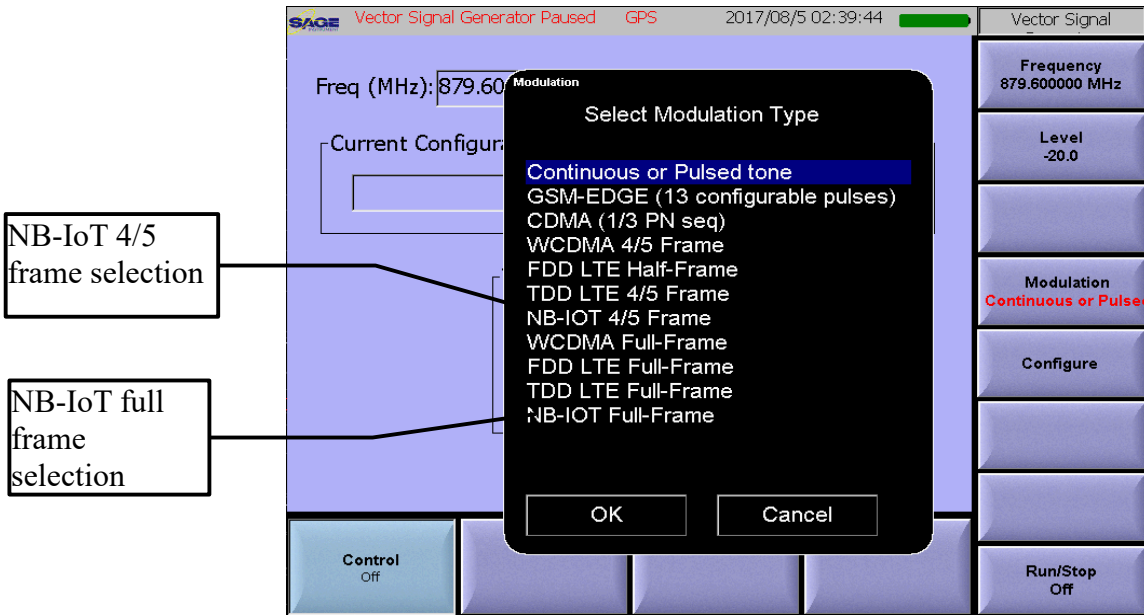 SAGE
INSTRUMENT
Vector Signal Generator Paused GPS 2017/08/5 02:39:44
Vector Signal
Freq (MHz): 879.60
Current Configura
Modulation
Select Modulation Type
Continuous or Pulsed tone
GSM-EDGE (13 configurable pulses)
CDMA (1/3 PN seq)
WCDMA 4/5 Frame
FDD LTE Half-Frame
TDD LTE 4/5 Frame
NB-IOT 4/5 Frame
WCDMA Full-Frame
FDD LTE Full-Frame
TDD LTE Full-Frame
NB-IOT Full-Frame
OK
Cancel
NB-IoT 4/5
frame selection
NB-IoT full
frame
selection
Frequency
879.600000 MHz
Level
-20.0
Modulation
Continuous or Pulse
Configure
Run/Stop
Off
Control
Off